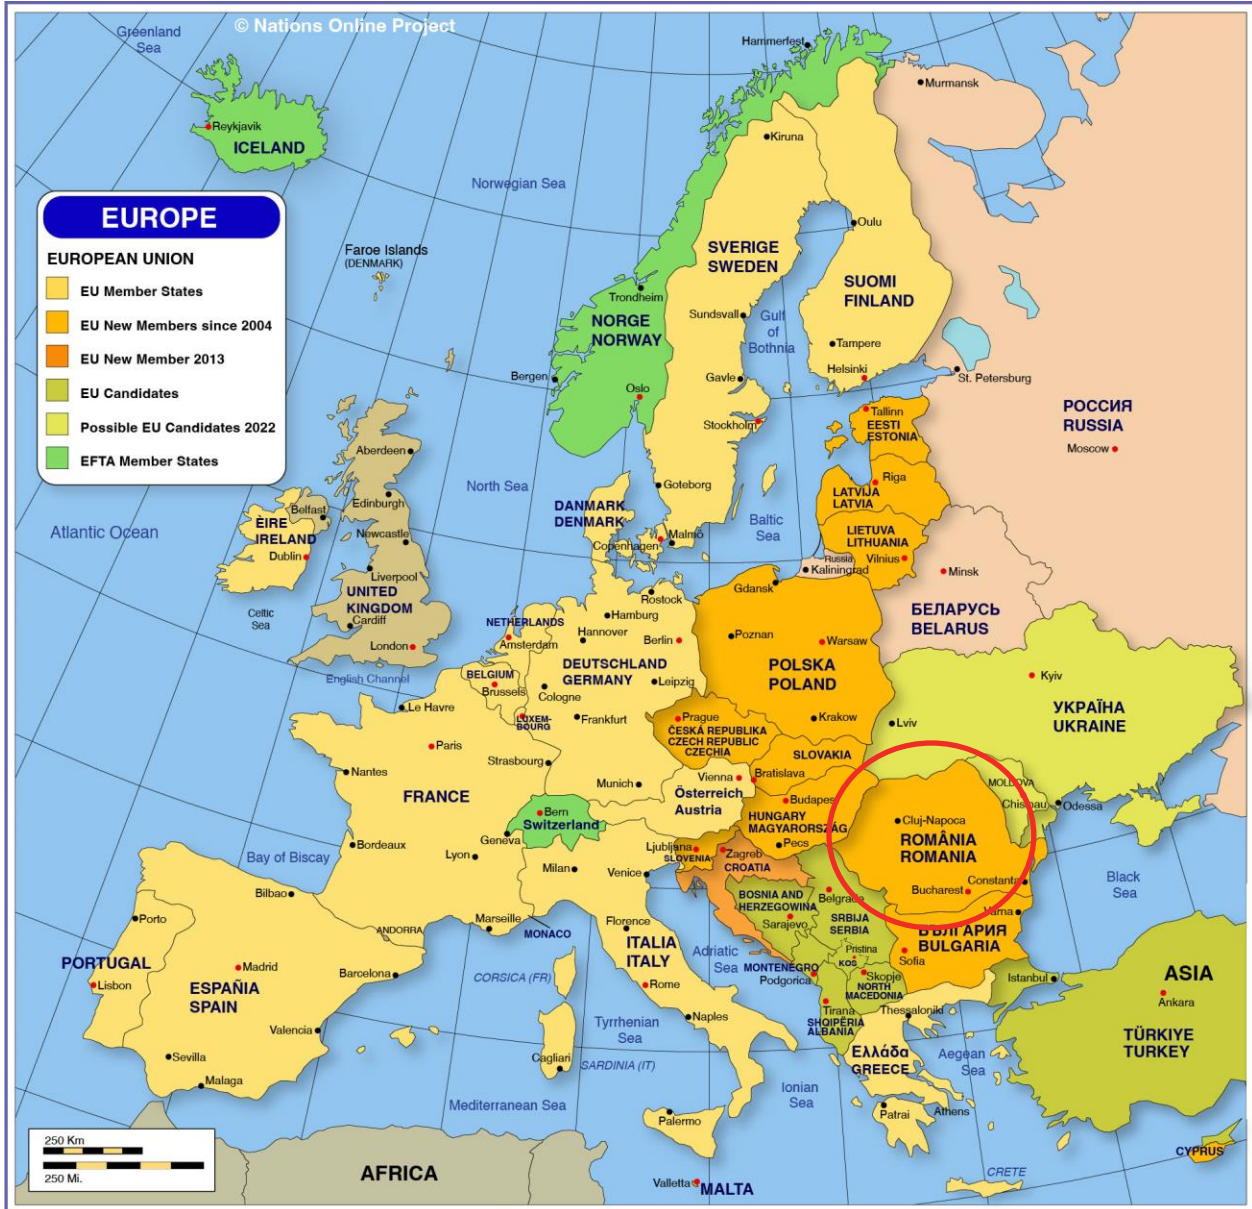 © Nations Online Project
Greenland
Sea
Hammerfest
Murmansk
Reykjavik
ICELAND
Kiruna
Norwegian Sea
EUROPE
EUROPEAN UNION
EU Member States
EU New Members since 2004
EU New Member 2013
EU Candidates
Possible EU Candidates 2022
EFTA Member States
Faroe Islands
(DENMARK)
Oulu
SVERIGE
SWEDEN
SUOMI
FINLAND
Trondheim
NORGE
NORWAY
Sundsvall
Gulf
of
Bothnia
Tampere
Helsinki
Bergen
Oslo
Gavle
St. Petersburg
Stockholm
Tallinn
EESTI
ESTONIA
РОССИЯ
RUSSIA
Moscow
Aberdeen
North Sea
Goteborg
Riga
LATVIJA
LATVIA
Edinburgh
Belfast
Atlantic Ocean
ÈIRE
IRELAND
Dublin
Newcastle
DANMARK
DENMARK
Copenhagen
Malmö
Baltic
Sea
LIETUVA
LITHUANIA
Vilnius
Russia
Kaliningrad
Minsk
Liverpool
UNITED
KINGDOM
Cardiff
London
Celtic
Sea
English Channel
Gdansk
Rostock
Hamburg
БЕЛАРУСЬ
BELARUS
NETHERLANDS
Amsterdam
Hannover
Berlin
Poznan
Warsaw
DEUTSCHLAND
GERMANY
POLSKA
POLAND
BELGIUM
Brussels
Cologne
Leipzig
Kyiv
УКРАЇНА
UKRAINE
Le Havre
LUXEM-
BOURG
Frankfurt
Prague
Krakow
Lviv
ČESKÁ REPUBLIKA
CZECH REPUBLIC
CZECHIA
Paris
Strasbourg
SLOVAKIA
Nantes
Munich
Vienna
Bratislava
Österreich
Austria
MOLDOVA
Chisinau
Odessa
FRANCE
Bern
Switzerland
Budapest
HUNGARY
MAGYARORSZÁG
Pecs
Cluj-Napoca
ROMÂNIA
ROMANIA
Geneva
Bordeaux
Lyon
Milan
Venice
Ljubljana
SLOVENIA
Zagreb
CROATIA
Constanta
Bucharest
Black
Sea
Bay of Biscay
Bilbao
BOSNIA AND
HERZEGOVINA
Sarajevo
Belgrade
SRBIJA
SERBIA
Varna
БЪЛГАРИЯ
BULGARIA
Sofia
Porto
Marseille
MONACO
ANDORRA
Florence
ITALIA
ITALY
Adriatic
Sea
Pristina
KOS
MONTENEGRO
Podgorica
Skopje
NORTH
MACEDONIA
Istanbul
ASIA
Ankara
PORTUGAL
Lisbon
Madrid
ESPAÑIA
SPAIN
Barcelona
CORSICA (FR)
Rome
Tirana
SHQIPËRIA
ALBANIA
Thessaloniki
Valencia
Tyrrhenian
Sea
Naples
TÜRKIYE
TURKEY
Sevilla
Malaga
Cagliari
SARDINIA (IT)
Ελλάδα
GREECE
Aegean
Sea
Ionian
Sea
Mediterranean Sea
Palermo
Patrai
Athens
250 Km
250 Mi.
AFRICA
Valletta
MALTA
CRETE
CYPRUS